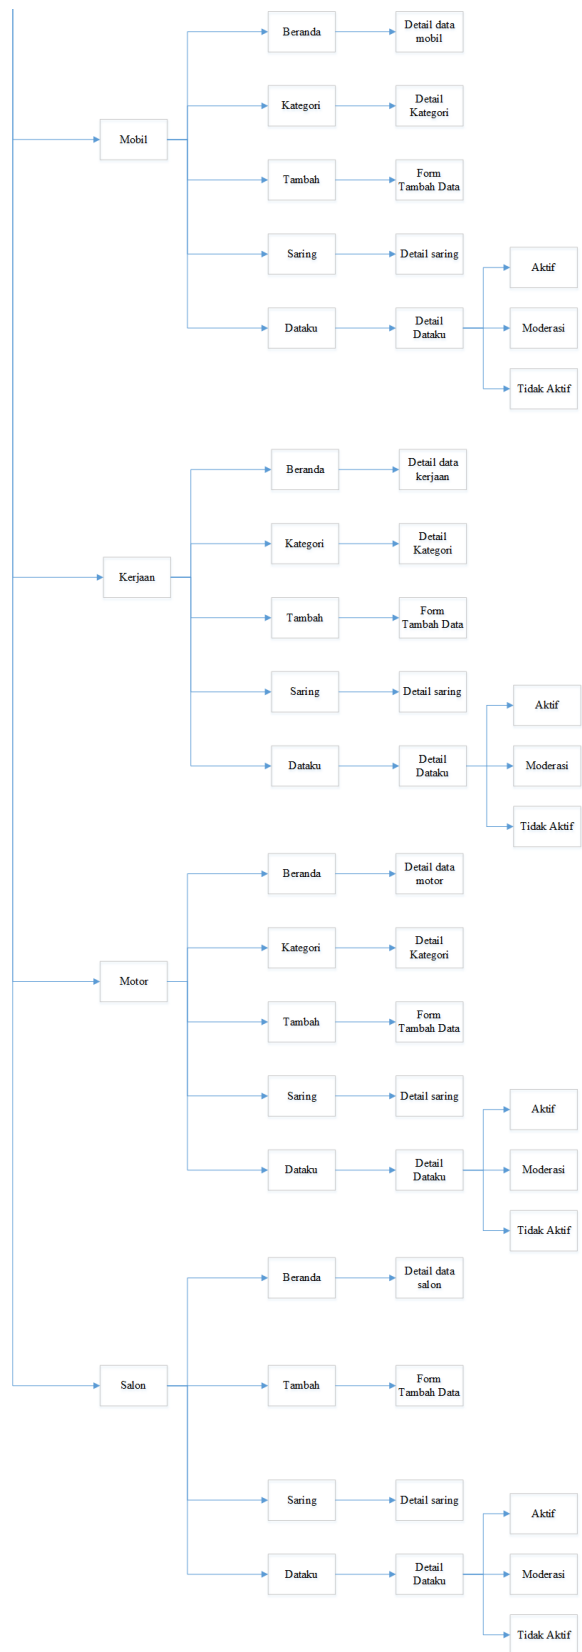 Beranda
Detail data
mobil
Kategori
Detail
Kategori
Mobil
Tambah
Form
Tambah Data
Saring
Detail saring
Aktif
Dataku
Detail
Dataku
Moderasi
Tidak Aktif
Beranda
Detail data
kerjaan
Kategori
Detail
Kategori
Kerjaan
Tambah
Form
Tambah Data
Saring
Detail saring
Aktif
Dataku
Detail
Dataku
Moderasi
Tidak Aktif
Beranda
Detail data
motor
Kategori
Detail
Kategori
Motor
Tambah
Form
Tambah Data
Saring
Detail saring
Aktif
Dataku
Detail
Dataku
Moderasi
Tidak Aktif
Beranda
Detail data
salon
Salon
Tambah
Form
Tambah Data
Saring
Detail saring
Aktif
Dataku
Detail
Dataku
Moderasi
Tidak Aktif